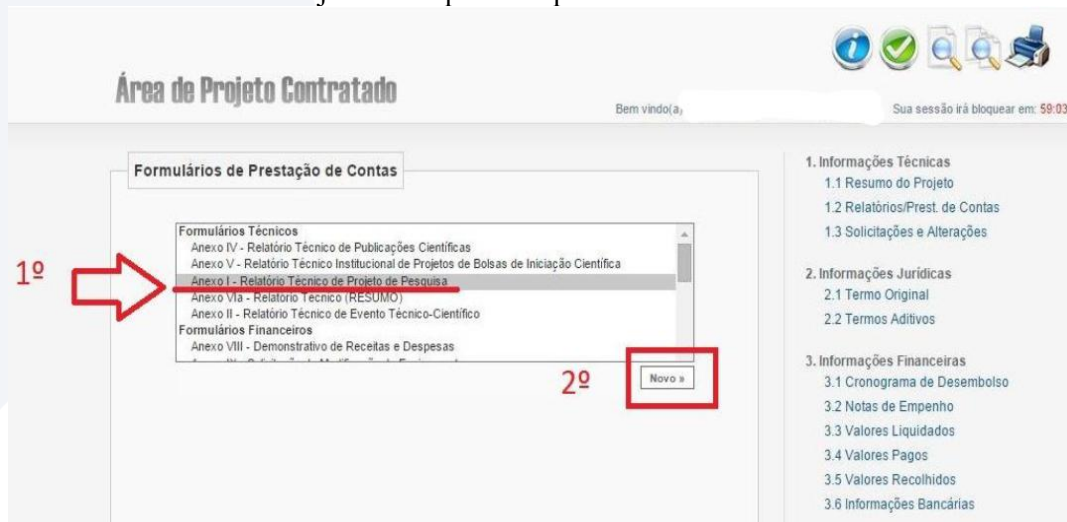 Área de Projeto Contratado
Bem vindo(a)
Sua sessão irá bloquear em: 59:03
Formulários de Prestação de Contas
Formulários Técnicos
Anexo IV - Relatório Técnico de Publicações Científicas
Anexo V - Relatório Técnico Institucional de Projetos de Bolsas de Iniciação Científica
1º
Anexo I - Relatório Técnico de Projeto de Pesquisa
Anexo VIa - Relatório Técnico (RESUMO)
Anexo II - Relatório Técnico de Evento Técnico-Científico
Formulários Financeiros
Anexo VIII - Demonstrativo de Receitas e Despesas
2º
Novo »
1. Informações Técnicas
1.1 Resumo do Projeto
1.2 Relatórios/Prest. de Contas
1.3 Solicitações e Alterações
2. Informações Jurídicas
2.1 Termo Original
2.2 Termos Aditivos
3. Informações Financeiras
3.1 Cronograma de Desembolso
3.2 Notas de Empenho
3.3 Valores Liquidados
3.4 Valores Pagos
3.5 Valores Recolhidos
3.6 Informações Bancárias